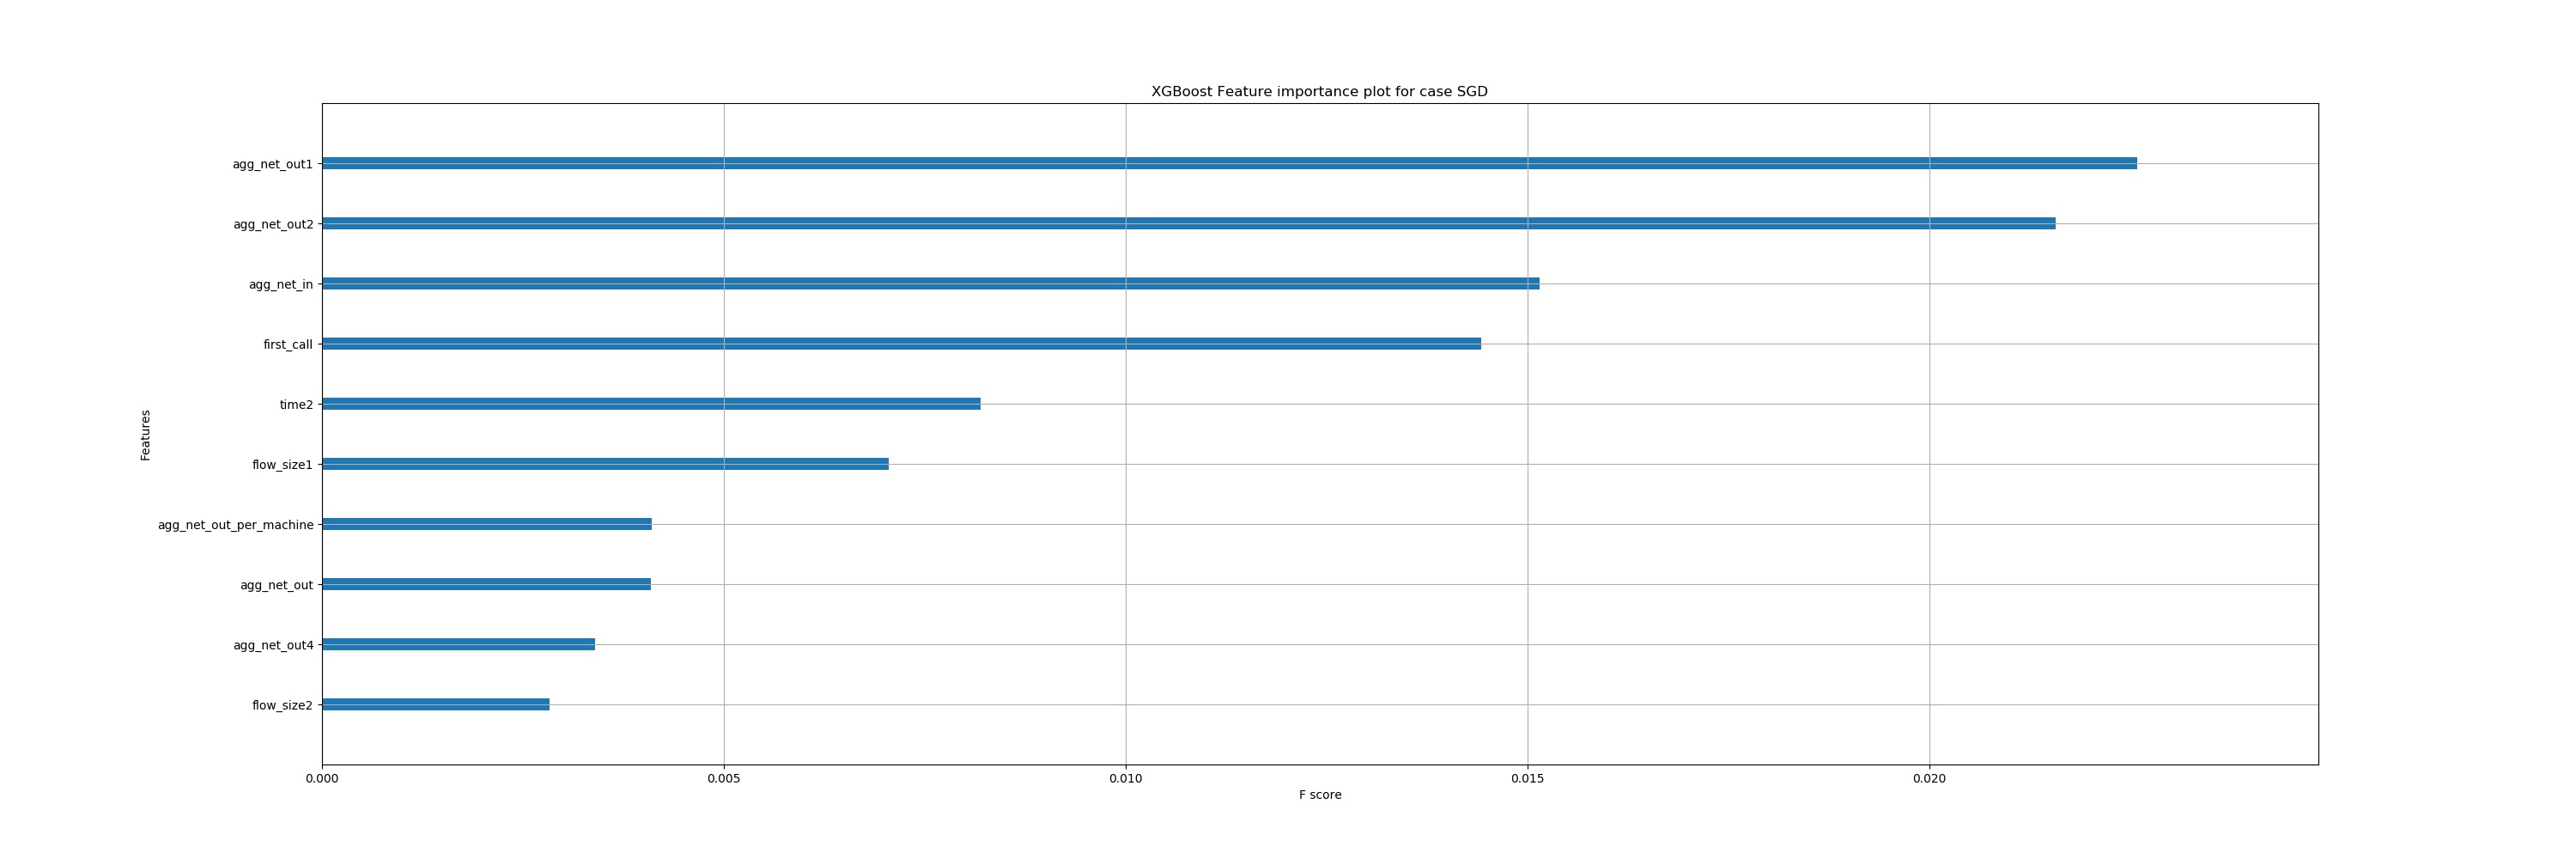 XGBoost Feature importance plot for case SGD
Features
agg_net_out1
agg_net_out2
agg_net_in
first_call
time2
flow_size1
agg_net_out_per_machine
agg_net_out
agg_net_out4
flow_size2
0.000 0.005 0.010 0.015 0.020
F score